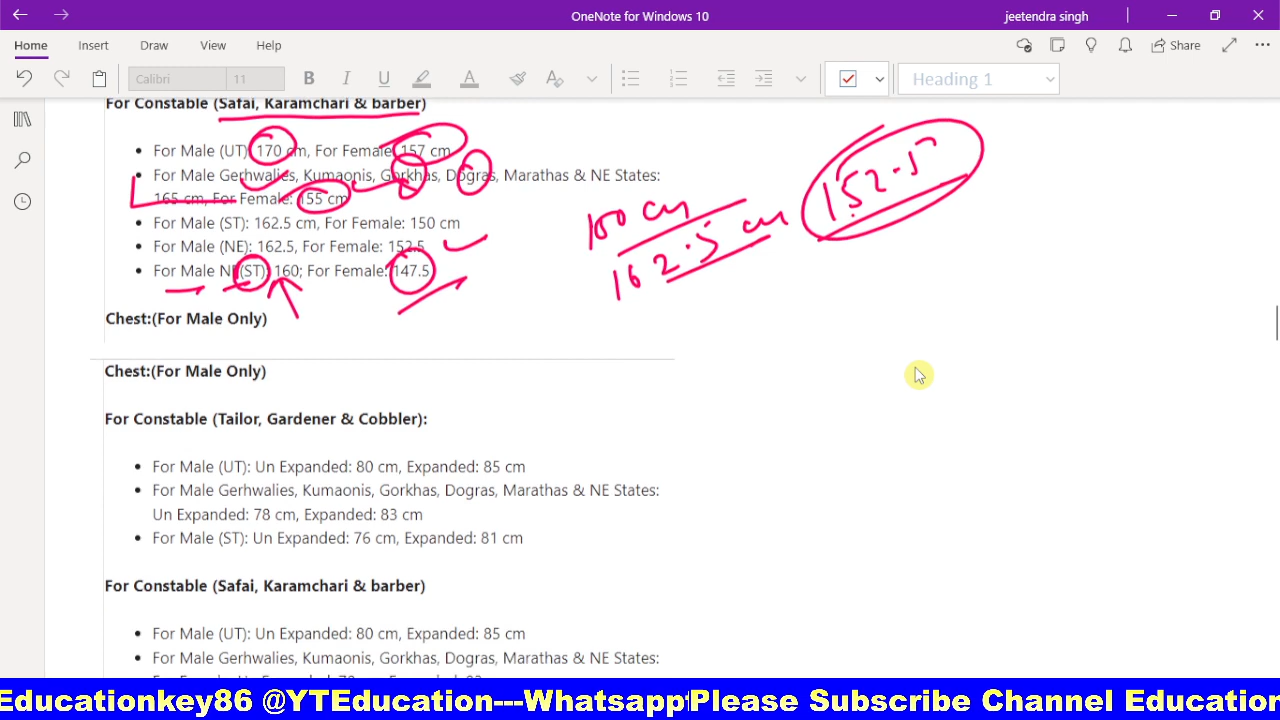 OneNote for Windows 10
jeetendra singh
Home Insert Draw View Help
Share
Calibri 11 B I U A Heading 1
For Constable (Safai, Karamchari & barber)
For Male (UT): 170 cm, For Female: 157 cm
For Male Gerhwalies, Kumaonis, Gorkhas, Dogras, Marathas & NE States:
165 cm, For Female: 155 cm
For Male (ST): 162.5 cm, For Female: 150 cm
For Male (NE): 162.5, For Female: 152.5
For Male NE(ST): 160; For Female: 147.5
cm
162.5 cm
152.5
Chest:(For Male Only)
Chest:(For Male Only)
For Constable (Tailor, Gardener & Cobbler):
For Male (UT): Un Expanded: 80 cm, Expanded: 85 cm
For Male Gerhwalies, Kumaonis, Gorkhas, Dogras, Marathas & NE States:
Un Expanded: 78 cm, Expanded: 83 cm
For Male (ST): Un Expanded: 76 cm, Expanded: 81 cm
For Constable (Safai, Karamchari & barber)
For Male (UT): Un Expanded: 80 cm, Expanded: 85 cm
For Male Gerhwalies, Kumaonis, Gorkhas, Dogras, Marathas & NE States:
Educationkey86 @YTEducation---Whatsapp Please Subscribe Channel Education